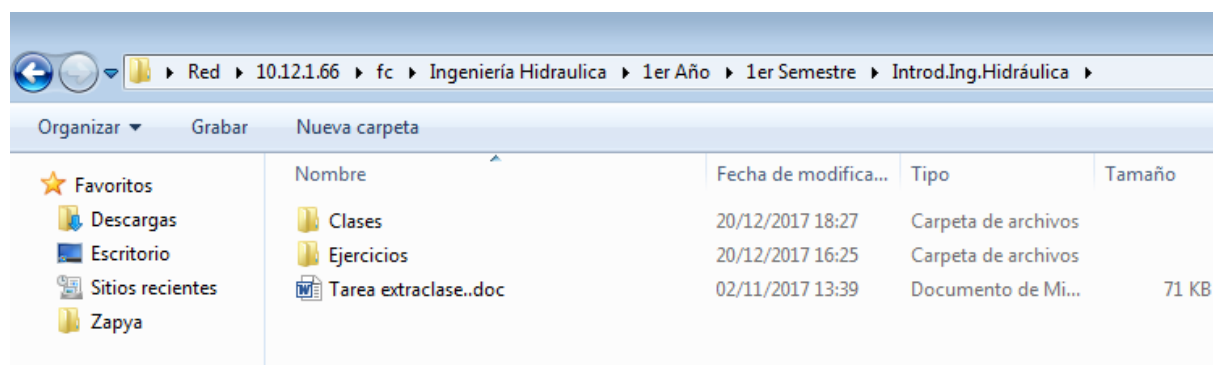 Red 10.12.1.66 fc Ingeniería Hidraulica 1er Año 1er Semestre Introd.Ing.Hidráulica
Organizar Grabar Nueva carpeta
Favoritos Nombre Fecha de modifica... Tipo Tamaño
Descargas Clases 20/12/2017 18:27 Carpeta de archivos
Escritorio Ejercicios 20/12/2017 16:25 Carpeta de archivos
Sitios recientes Tarea extraclase..doc 02/11/2017 13:39 Documento de Mi... 71 KB
Zapya